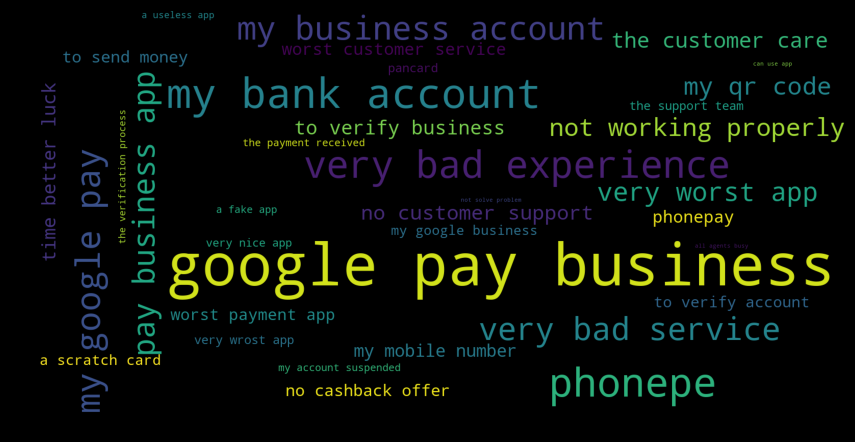 a useless app
my business account
the customer care
worst customer service
to send money
pancard
can use app
my bank account
my qr code
the support team
time better luck
the verification process
pay business app
to verify business
not working properly
the payment received
my google pay
very bad experience
very worst app
not solve problem
a fake app
no customer support
phonepay
my google business
very nice app
all agents busy
google pay business
to verify account
worst payment app
very bad service
very wrost app
my mobile number
a scratch card
my account suspended
phonepe
no cashback offer